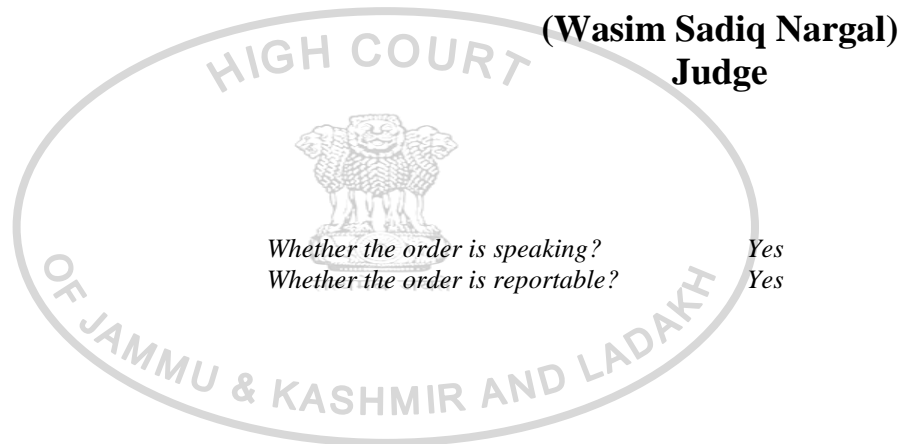 (Wasim Sadiq Nargal)
Judge
HIGH COURT
Whether the order is speaking? Yes
Whether the order is reportable? Yes
OF JAMMU & KASHMIR AND LADAKH